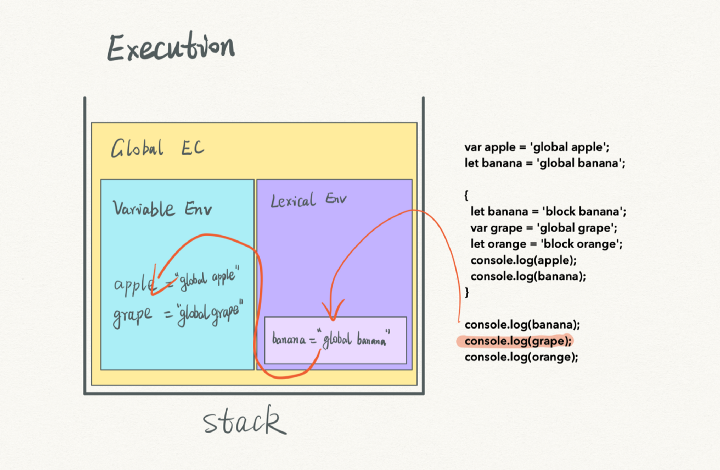 Execution
Global EC
Variable Env
apple = "global apple"
grape = "global grape"
Lexical Env
banana = "global banana"
stack
var apple = 'global apple';
let banana = 'global banana';
{
let banana = 'block banana';
var grape = 'global grape';
let orange = 'block orange';
console.log(apple);
console.log(banana);
}
console.log(banana);
console.log(grape);
console.log(orange);